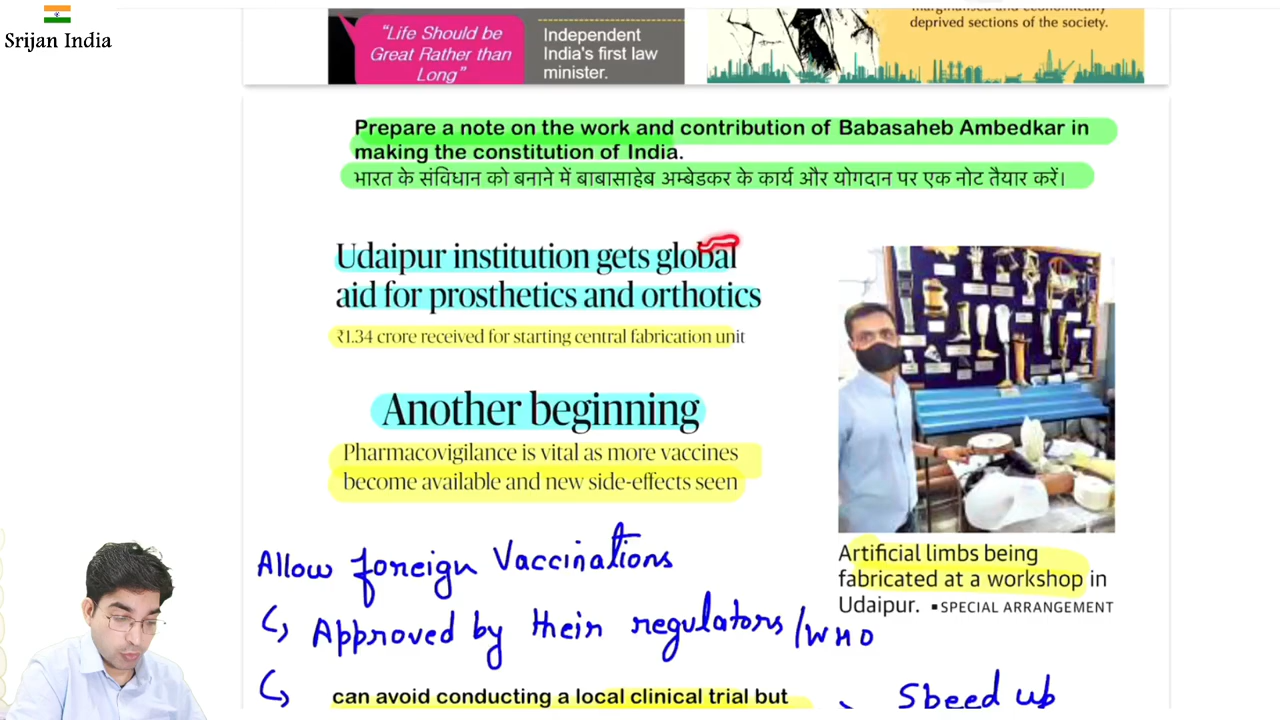 Srijan India
"Life Should be
Great Rather than
Long"
Independent
India's first law
minister.
marginalised and economically
deprived sections of the society.
Prepare a note on the work and contribution of Babasaheb Ambedkar in
making the constitution of India.
भारत के संविधान को बनाने में बाबासाहेब अम्बेडकर के कार्य और योगदान पर एक नोट तैयार करें।
Udaipur institution gets global
aid for prosthetics and orthotics
₹1.34 crore received for starting central fabrication unit
Another beginning
Pharmacovigilance is vital as more vaccines
become available and new side-effects seen
Artificial limbs being
fabricated at a workshop in
Udaipur. ▪SPECIAL ARRANGEMENT
Allow foreign Vaccinations
Approved by their regulators/WHO
can avoid conducting a local clinical trial but
Speed up